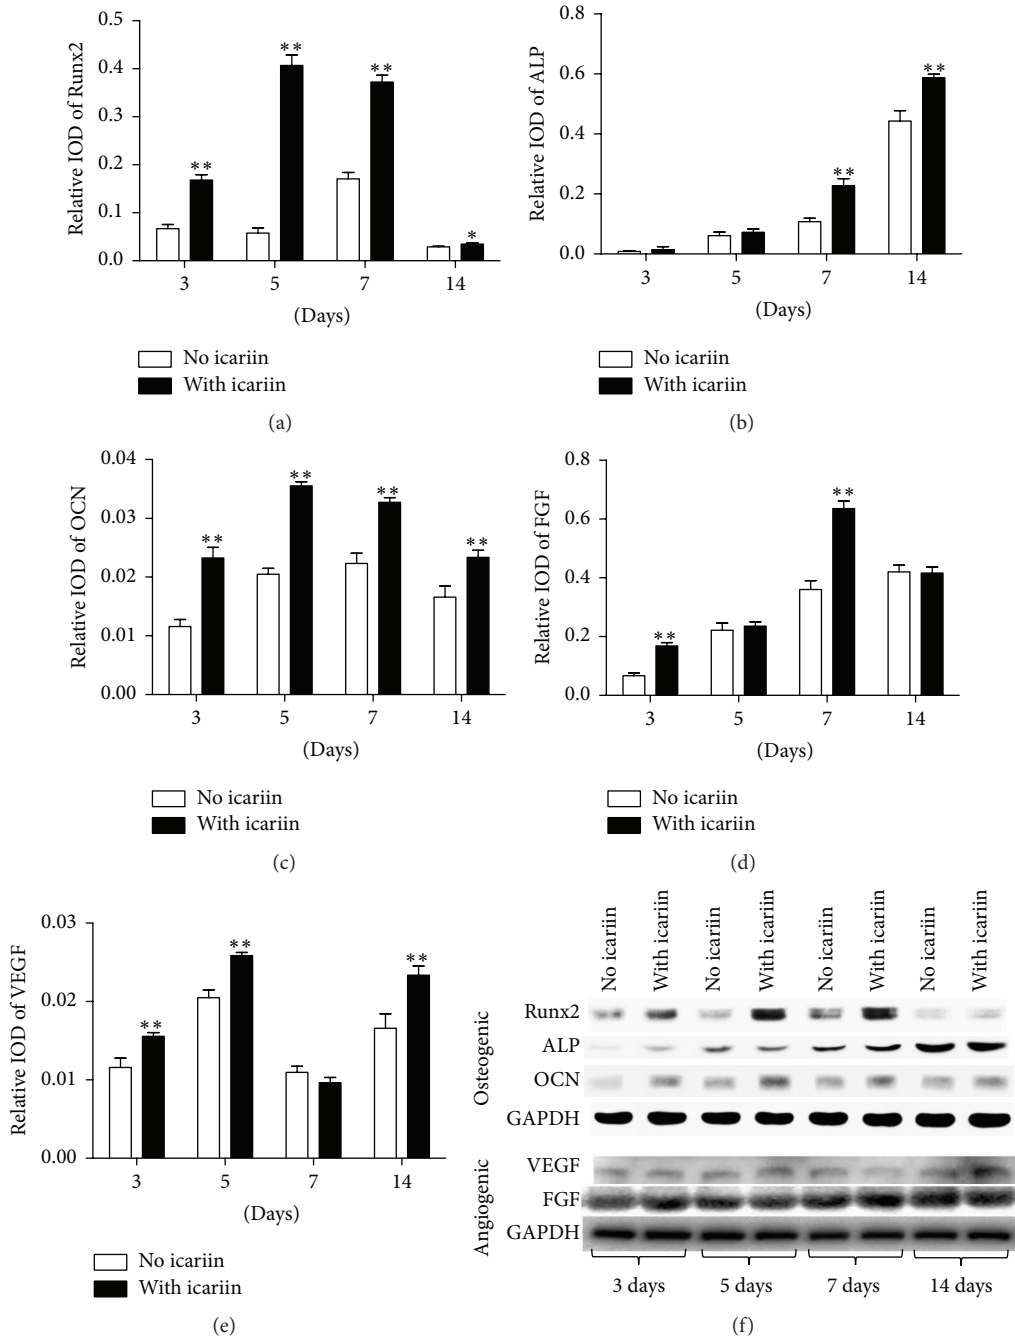 Relative IOD of Runx2
0.5
0.4
0.3
0.2
0.1
0.0
**
**
**
*
3 5 7 14
(Days)
No icariin
With icariin
(a)
Relative IOD of ALP
0.8
0.6
0.4
0.2
0.0
**
**
3 5 7 14
(Days)
No icariin
With icariin
(b)
Relative IOD of OCN
0.04
0.03
0.02
0.01
0.00
**
**
**
**
3 5 7 14
(Days)
No icariin
With icariin
(c)
Relative IOD of FGF
0.8
0.6
0.4
0.2
0.0
**
**
3 5 7 14
(Days)
No icariin
With icariin
(d)
Relative IOD of VEGF
0.03
0.02
0.01
0.00
**
**
**
3 5 7 14
(Days)
No icariin
With icariin
(e)
No icariin
With icariin
No icariin
With icariin
No icariin
With icariin
No icariin
With icariin
Osteogenic
Runx2
ALP
OCN
GAPDH
Angiogenic
VEGF
FGF
GAPDH
3 days 5 days 7 days 14 days
(f)